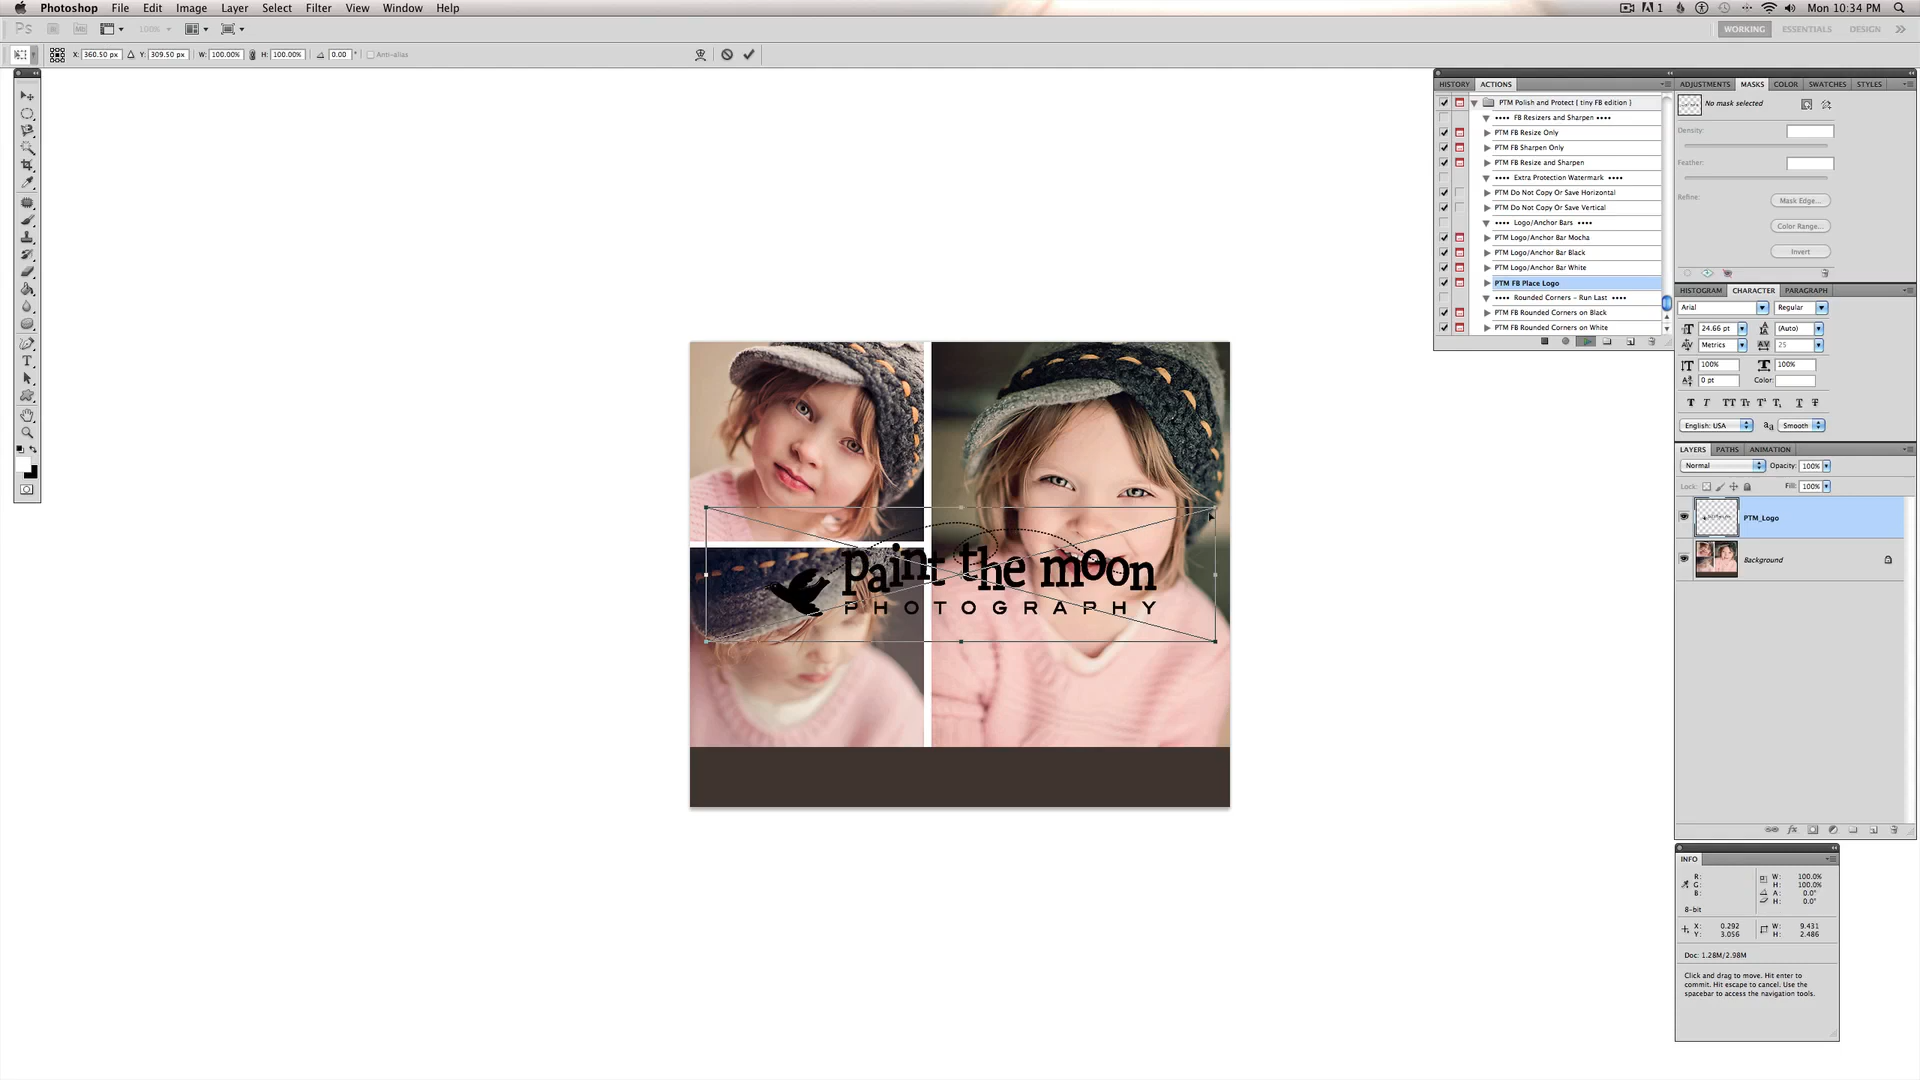 Photoshop File Edit Image Layer Select Filter View Window Help
1 Mon 10:34 PM
Ps Br Mb 100% WORKING ESSENTIALS DESIGN
X: 360.50 px Y: 309.50 px W: 100.00% H: 100.00% 0.00 ° Anti-alias
HISTORY ACTIONS
PTM Polish and Protect { tiny FB edition }
•••• FB Resizers and Sharpen ••••
PTM FB Resize Only
PTM FB Sharpen Only
PTM FB Resize and Sharpen
•••• Extra Protection Watermark ••••
PTM Do Not Copy Or Save Horizontal
PTM Do Not Copy Or Save Vertical
•••• Logo/Anchor Bars ••••
PTM Logo/Anchor Bar Mocha
PTM Logo/Anchor Bar Black
PTM Logo/Anchor Bar White
PTM FB Place Logo
•••• Rounded Corners - Run Last ••••
PTM FB Rounded Corners on Black
PTM FB Rounded Corners on White
ADJUSTMENTS MASKS COLOR SWATCHES STYLES
No mask selected
Density:
Feather:
Refine: Mask Edge...
Color Range...
Invert
HISTOGRAM CHARACTER PARAGRAPH
Arial Regular
24.66 pt (Auto)
Metrics 25
100% 100%
0 pt Color:
T T TT Tr T¹ T₁ T T
English: USA aa Smooth
LAYERS PATHS ANIMATION
Normal Opacity: 100%
Lock: Fill: 100%
PTM_Logo
Background
paint the moon
PHOTOGRAPHY
INFO
R: W: 100.0%
G: H: 100.0%
B: A: 0.0°
H: 0.0°
8-bit
X: 0.292 W: 9.431
Y: 3.056 H: 2.486
Doc: 1.28M/2.98M
Click and drag to move. Hit enter to
commit. Hit escape to cancel. Use the
spacebar to access the navigation tools.